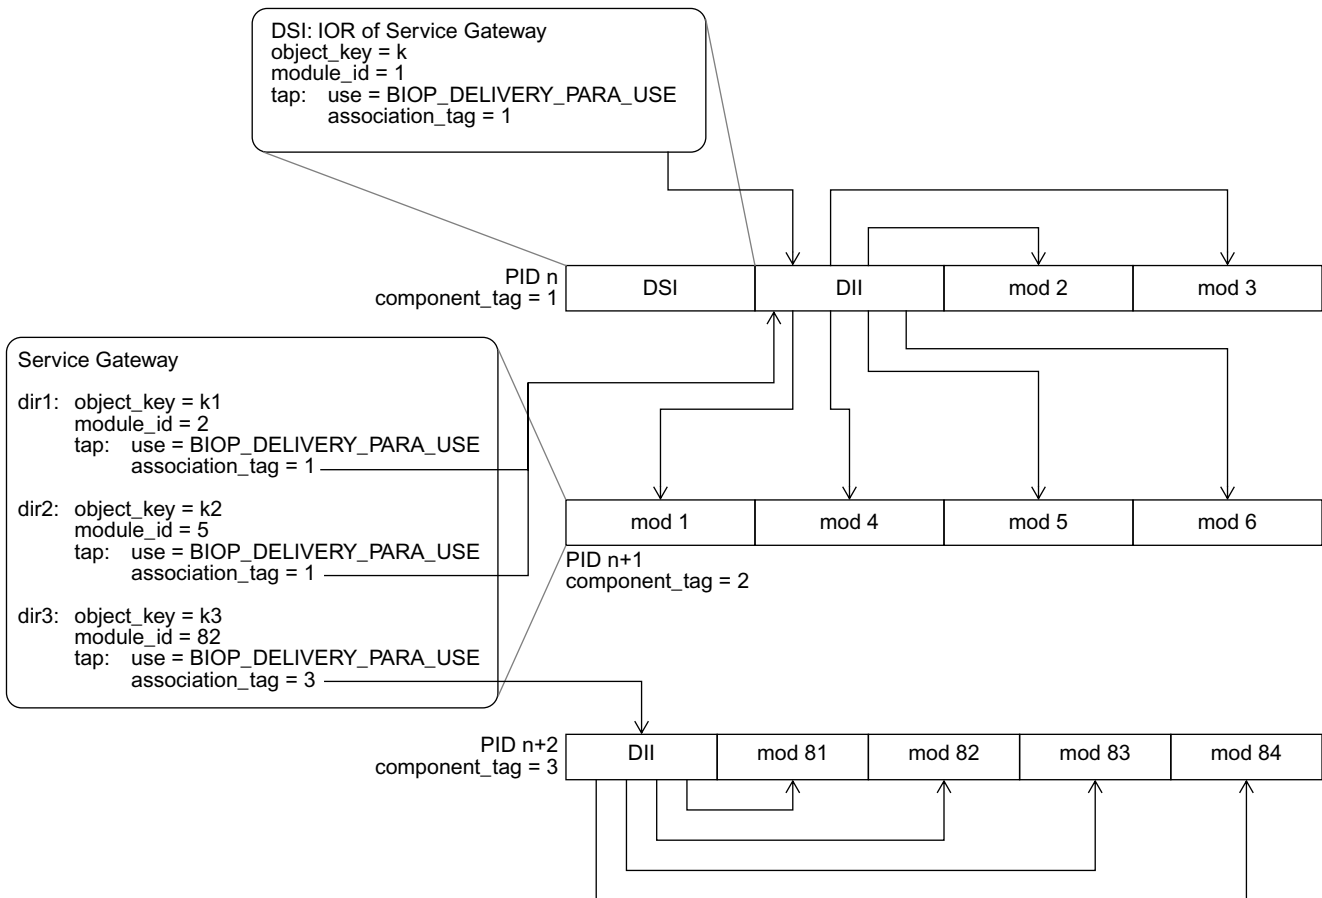 DSI: IOR of Service Gateway
object_key = k
module_id = 1
tap: use = BIOP_DELIVERY_PARA_USE
association_tag = 1
PID n
component_tag = 1
DSI
DII
mod 2
mod 3
Service Gateway
dir1: object_key = k1
module_id = 2
tap: use = BIOP_DELIVERY_PARA_USE
association_tag = 1
dir2: object_key = k2
module_id = 5
tap: use = BIOP_DELIVERY_PARA_USE
association_tag = 1
dir3: object_key = k3
module_id = 82
tap: use = BIOP_DELIVERY_PARA_USE
association_tag = 3
mod 1
mod 4
mod 5
mod 6
PID n+1
component_tag = 2
PID n+2
component_tag = 3
DII
mod 81
mod 82
mod 83
mod 84